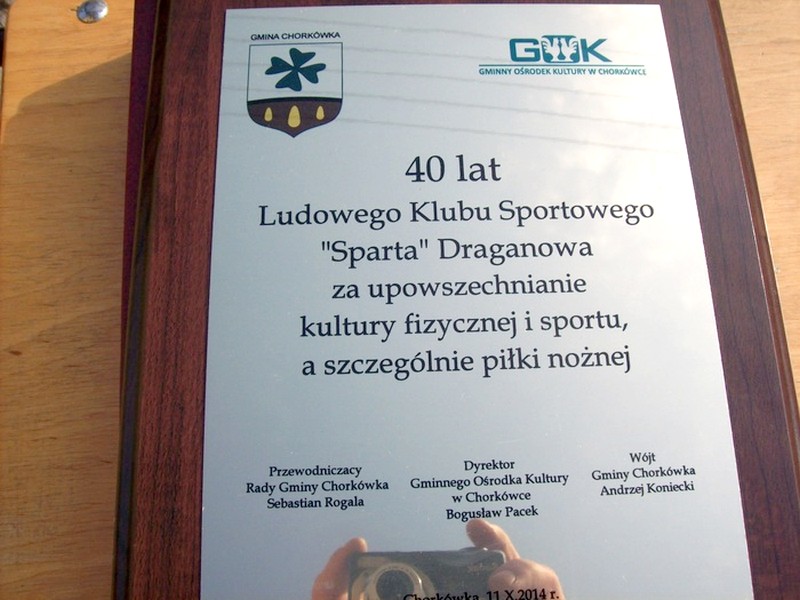 GMINA CHORKÓWKA
GOK
GMINNY OŚRODEK KULTURY W CHORKÓWCE
40 lat
Ludowego Klubu Sportowego
"Sparta" Draganowa
za upowszechnianie
kultury fizycznej i sportu,
a szczególnie piłki nożnej
Przewodniczacy
Rady Gminy Chorkówka
Sebastian Rogala
Dyrektor
Gminnego Ośrodka Kultury
w Chorkówce
Bogusław Pacek
Wójt
Gminy Chorkówka
Andrzej Koniecki
Chorkówka, 11 X.2014 r.